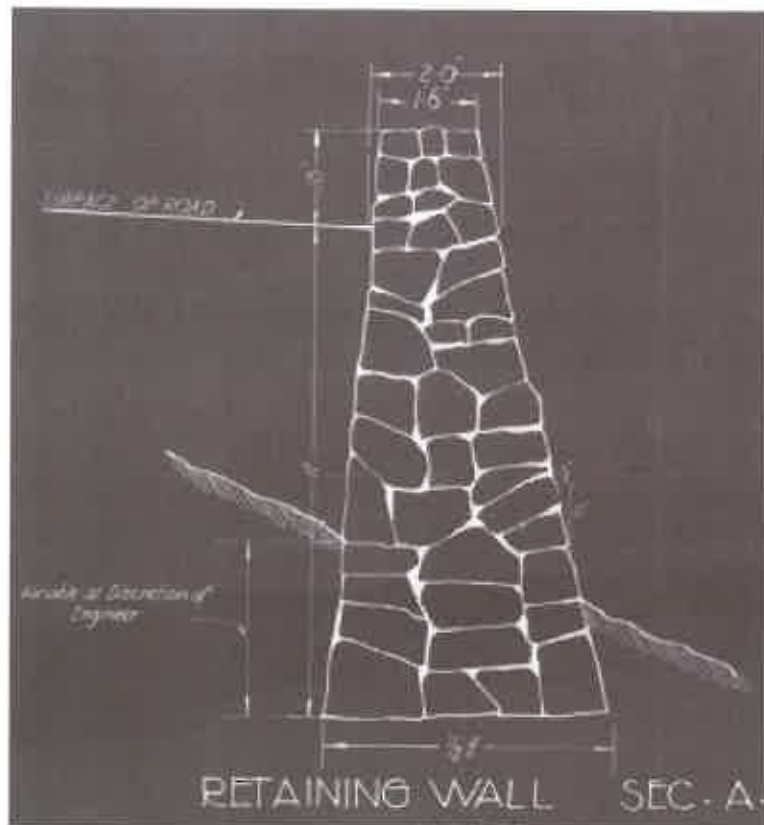 2'0"
1'6"
SURFACE OF ROAD
Variable at Discretion of
Engineer
RETAINING WALL SEC. A.